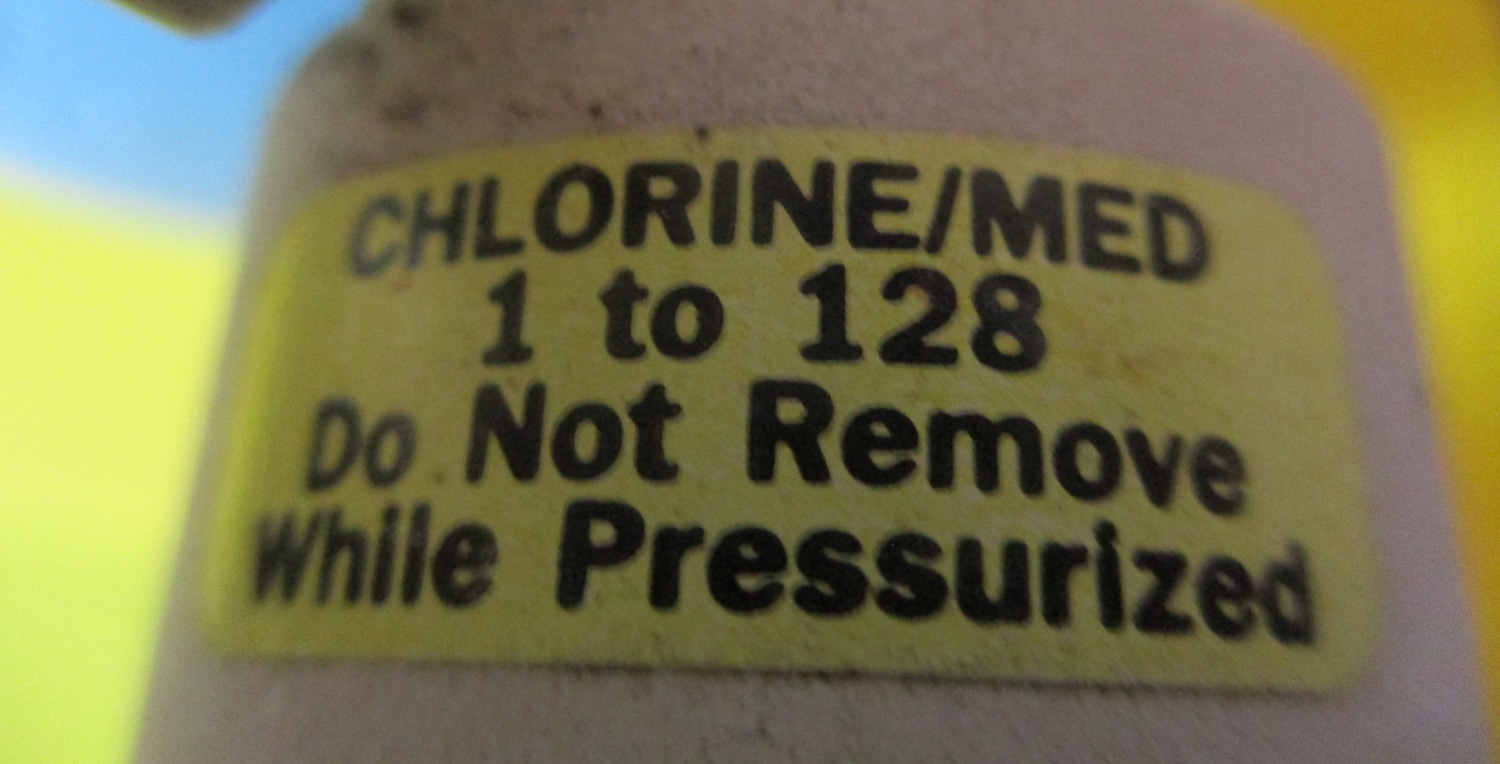 CHLORINE/MED
1 to 128
Do Not Remove
While Pressurized